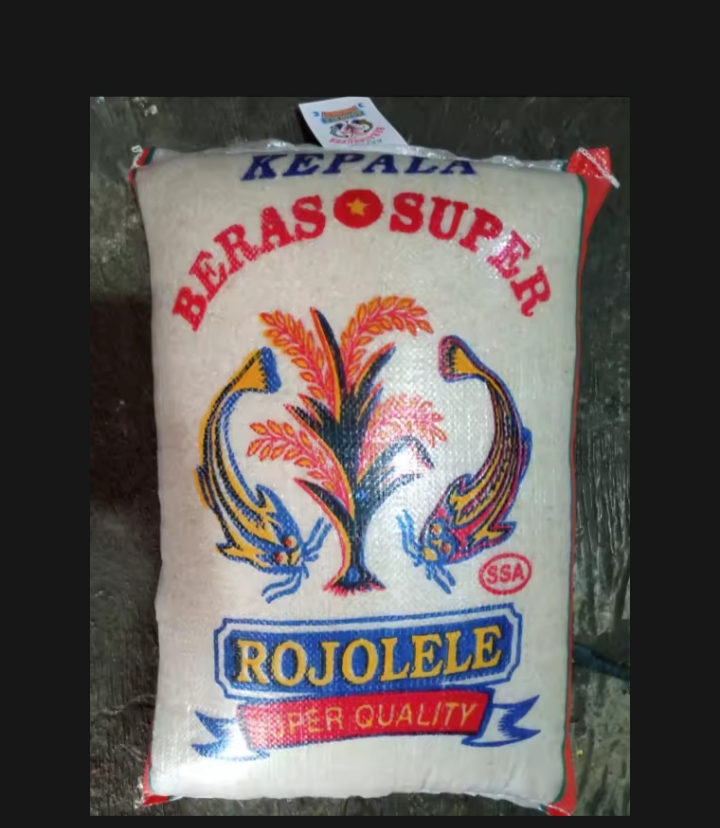 KEPALA
BERAS SUPER
SSA
ROJOLELE
SUPER QUALITY